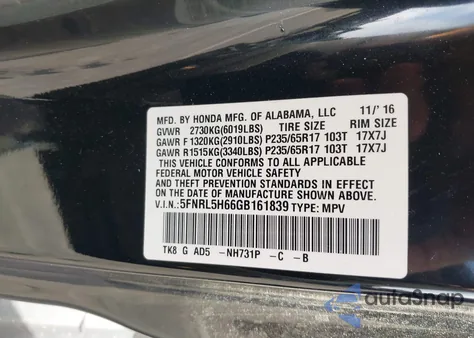 MFD. BY HONDA MFG. OF ALABAMA, LLC 11/'16
GVWR 2730KG(6019LBS) TIRE SIZE RIM SIZE
GAWR F 1320KG(2910LBS) P235/65R17 103T 17X7J
GAWR R 1515KG(3340LBS) P235/65R17 103T 17X7J
THIS VEHICLE CONFORMS TO ALL APPLICABLE
FEDERAL MOTOR VEHICLE SAFETY
AND THEFT PREVENTION STANDARDS IN EFFECT
ON THE DATE OF MANUFACTURE SHOWN ABOVE.
V.I.N: 5FNRL5H66GB161839 TYPE: MPV
TK8 G AD5 -NH731P -C -B
autoSnap